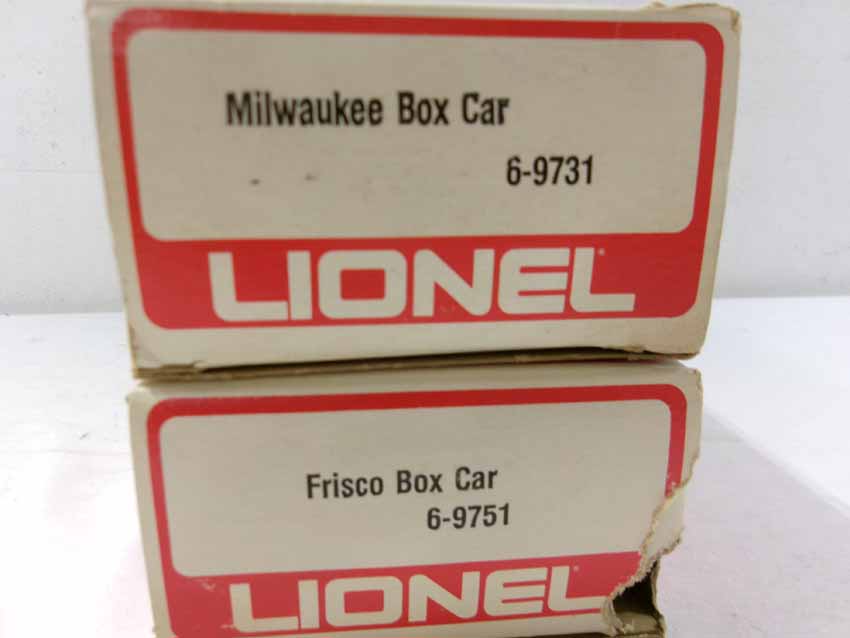 Milwaukee Box Car
6-9731
LIONEL
Frisco Box Car
6-9751
LIONEL